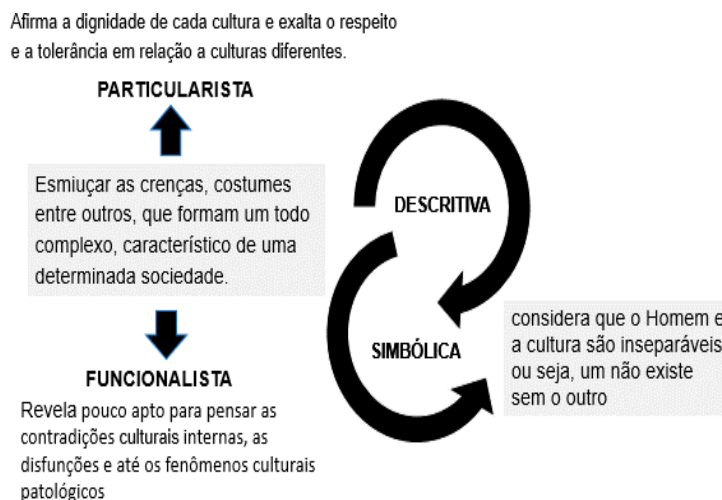 Afirma a dignidade de cada cultura e exalta o respeito
e a tolerância em relação a culturas diferentes.
PARTICULARISTA
Esmiuçar as crenças, costumes
entre outros, que formam um todo
complexo, característico de uma
determinada sociedade.
FUNCIONALISTA
Revela pouco apto para pensar as
contradições culturais internas, as
disfunções e até os fenômenos culturais
patológicos
DESCRITIVA
SIMBÓLICA
considera que o Homem e
a cultura são inseparáveis
ou seja, um não existe
sem o outro